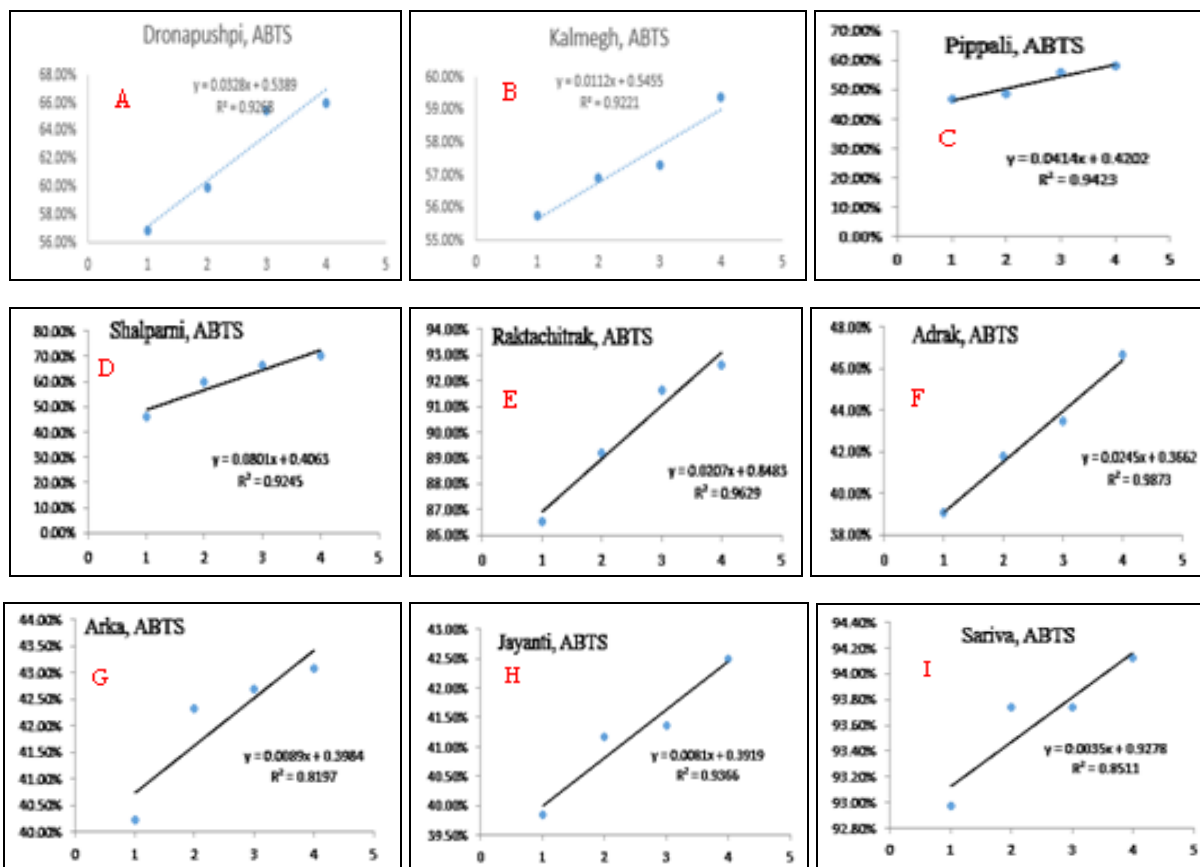 Dronapushpi, ABTS
A
y = 0.0328x + 0.5389
R² = 0.9268
68.00%
66.00%
64.00%
62.00%
60.00%
58.00%
56.00%
0 1 2 3 4 5
Kalmegh, ABTS
B
y = 0.0112x + 0.5455
R² = 0.9221
60.00%
59.00%
58.00%
57.00%
56.00%
55.00%
0 1 2 3 4 5
Pippali, ABTS
C
y = 0.0414x + 0.4202
R² = 0.9423
70.00%
60.00%
50.00%
40.00%
30.00%
20.00%
10.00%
0.00%
0 1 2 3 4 5
Shalparni, ABTS
D
y = 0.0801x + 0.4063
R² = 0.9245
80.00%
70.00%
60.00%
50.00%
40.00%
30.00%
20.00%
10.00%
0.00%
0 1 2 3 4 5
Raktachitrak, ABTS
E
y = 0.0207x + 0.8483
R² = 0.9629
94.00%
93.00%
92.00%
91.00%
90.00%
89.00%
88.00%
87.00%
86.00%
85.00%
0 1 2 3 4 5
Adrak, ABTS
F
y = 0.0245x + 0.3662
R² = 0.9873
48.00%
46.00%
44.00%
42.00%
40.00%
38.00%
0 1 2 3 4 5
Arka, ABTS
G
y = 0.0089x + 0.3984
R² = 0.8197
44.00%
43.50%
43.00%
42.50%
42.00%
41.50%
41.00%
40.50%
40.00%
0 1 2 3 4 5
Jayanti, ABTS
H
y = 0.0081x + 0.3919
R² = 0.9366
43.00%
42.50%
42.00%
41.50%
41.00%
40.50%
40.00%
39.50%
0 1 2 3 4 5
Sariva, ABTS
I
y = 0.0035x + 0.9278
R² = 0.8511
94.40%
94.20%
94.00%
93.80%
93.60%
93.40%
93.20%
93.00%
92.80%
0 1 2 3 4 5